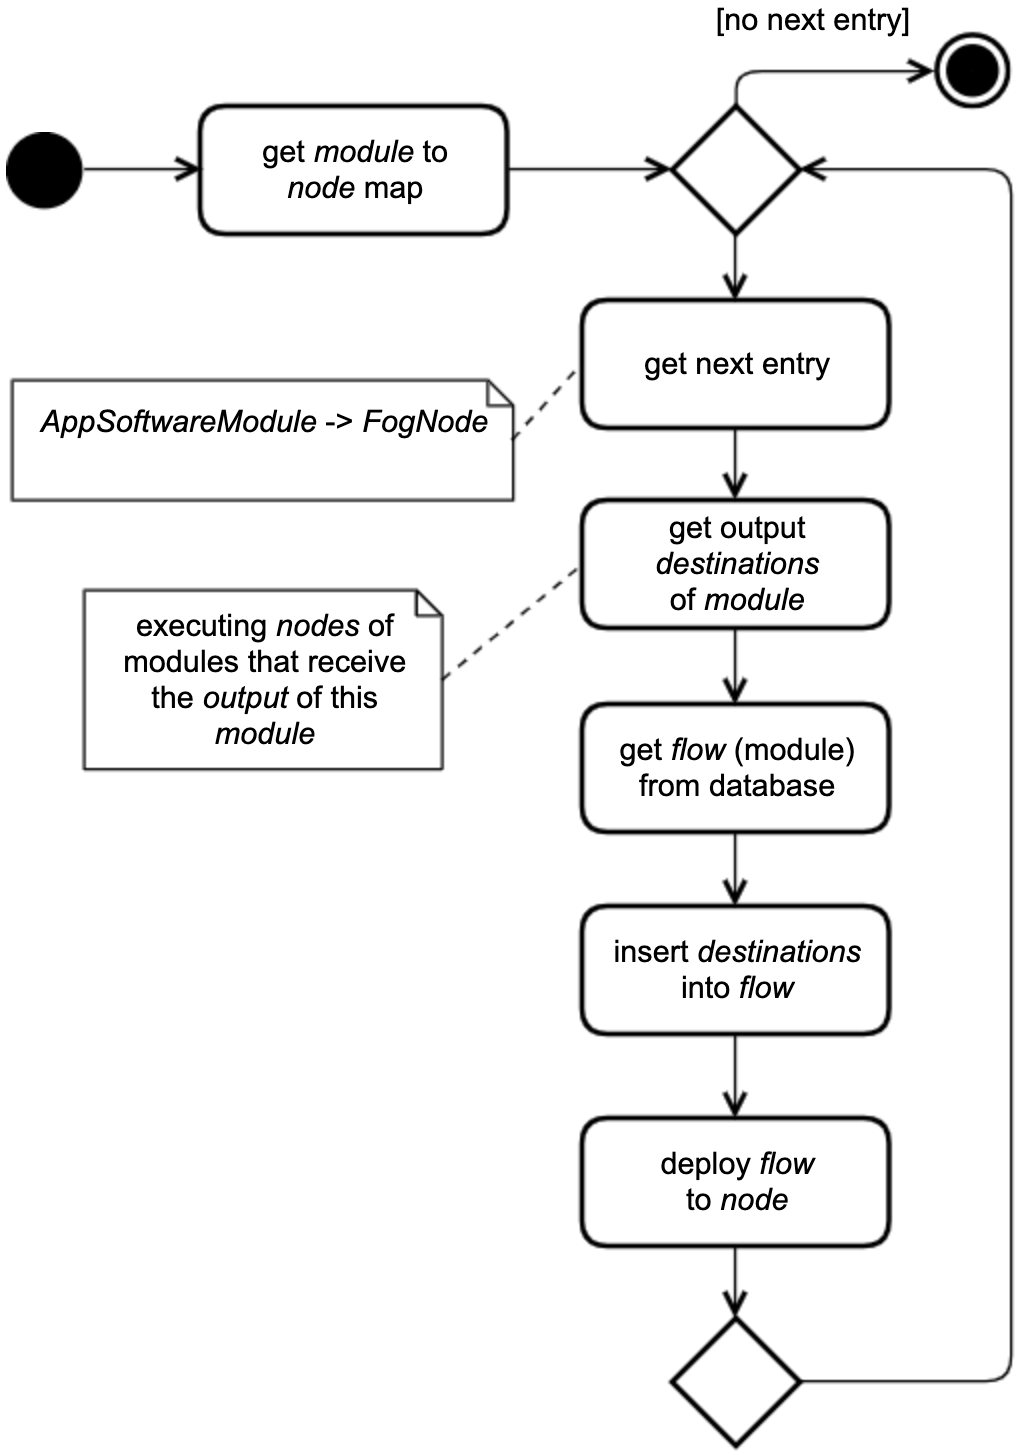 [no next entry]
get module to
node map
get next entry
AppSoftwareModule -> FogNode
get output
destinations
of module
executing nodes of
modules that receive
the output of this
module
get flow (module)
from database
insert destinations
into flow
deploy flow
to node